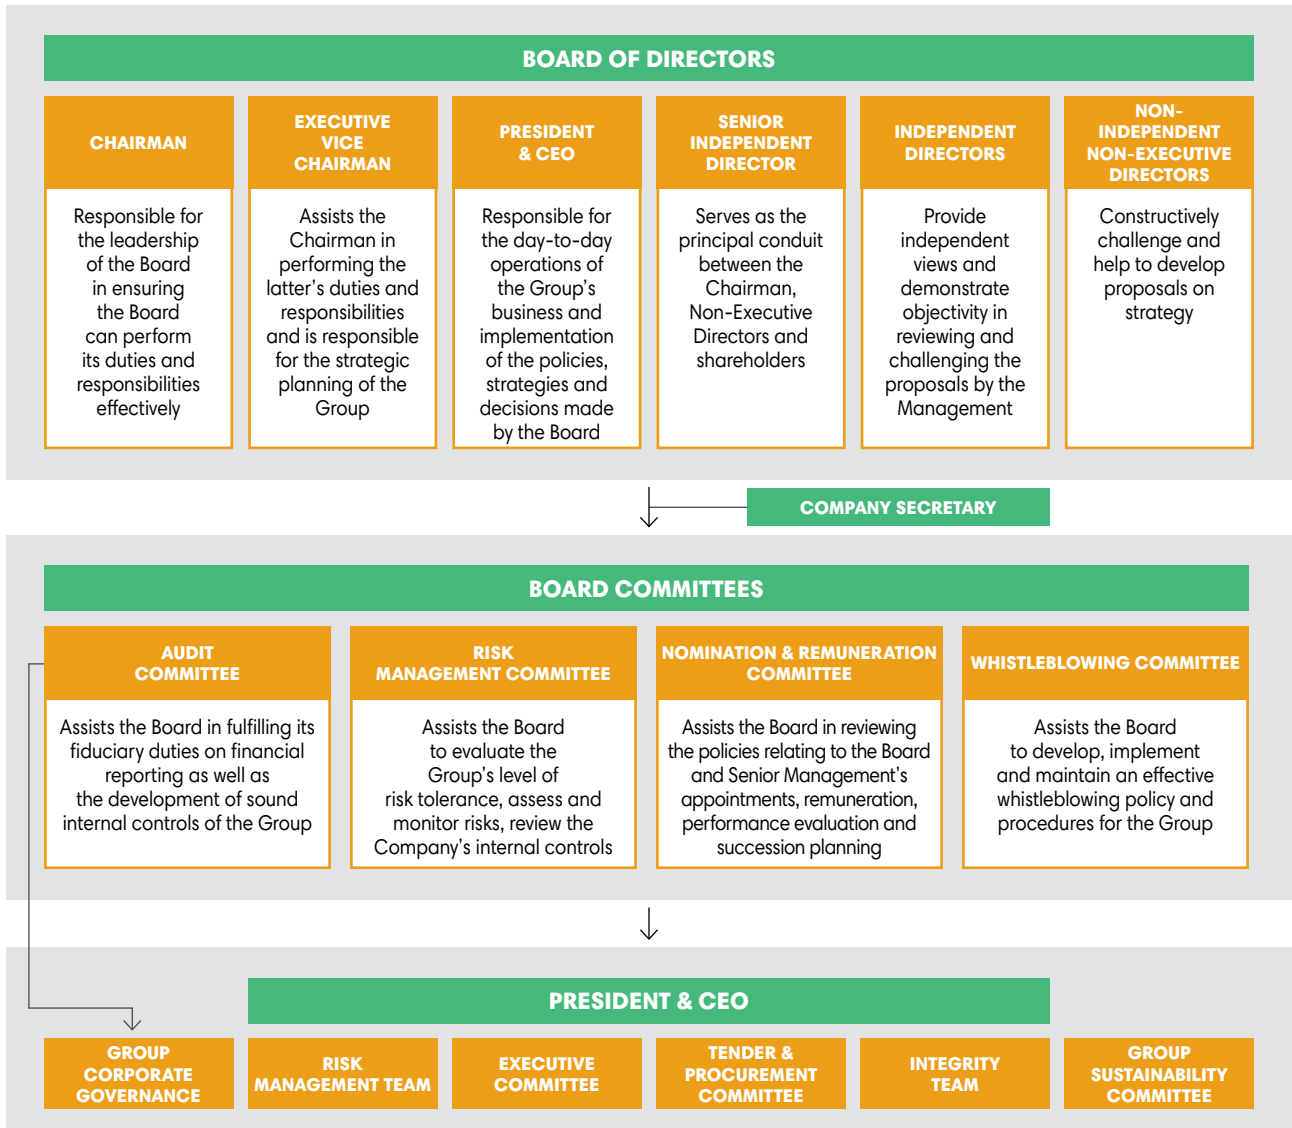 BOARD OF DIRECTORS
CHAIRMAN
Responsible for
the leadership
of the Board
in ensuring
the Board
can perform
its duties and
responsibilities
effectively
EXECUTIVE
VICE
CHAIRMAN
Assists the
Chairman in
performing the
latter's duties and
responsibilities
and is responsible
for the strategic
planning of the
Group
PRESIDENT
& CEO
Responsible for
the day-to-day
operations of
the Group's
business and
implementation
of the policies,
strategies and
decisions made
by the Board
SENIOR
INDEPENDENT
DIRECTOR
Serves as the
principal conduit
between the
Chairman,
Non-Executive
Directors and
shareholders
INDEPENDENT
DIRECTORS
Provide
independent
views and
demonstrate
objectivity in
reviewing and
challenging the
proposals by the
Management
NON-
INDEPENDENT
NON-EXECUTIVE
DIRECTORS
Constructively
challenge and
help to develop
proposals on
strategy
COMPANY SECRETARY
BOARD COMMITTEES
AUDIT
COMMITTEE
Assists the Board in fulfilling its
fiduciary duties on financial
reporting as well as
the development of sound
internal controls of the Group
RISK
MANAGEMENT COMMITTEE
Assists the Board
to evaluate the
Group's level of
risk tolerance, assess and
monitor risks, review the
Company's internal controls
NOMINATION & REMUNERATION
COMMITTEE
Assists the Board in reviewing
the policies relating to the Board
and Senior Management's
appointments, remuneration,
performance evaluation and
succession planning
WHISTLEBLOWING COMMITTEE
Assists the Board
to develop, implement
and maintain an effective
whistleblowing policy and
procedures for the Group
PRESIDENT & CEO
GROUP
CORPORATE
GOVERNANCE
RISK
MANAGEMENT TEAM
EXECUTIVE
COMMITTEE
TENDER &
PROCUREMENT
COMMITTEE
INTEGRITY
TEAM
GROUP
SUSTAINABILITY
COMMITTEE